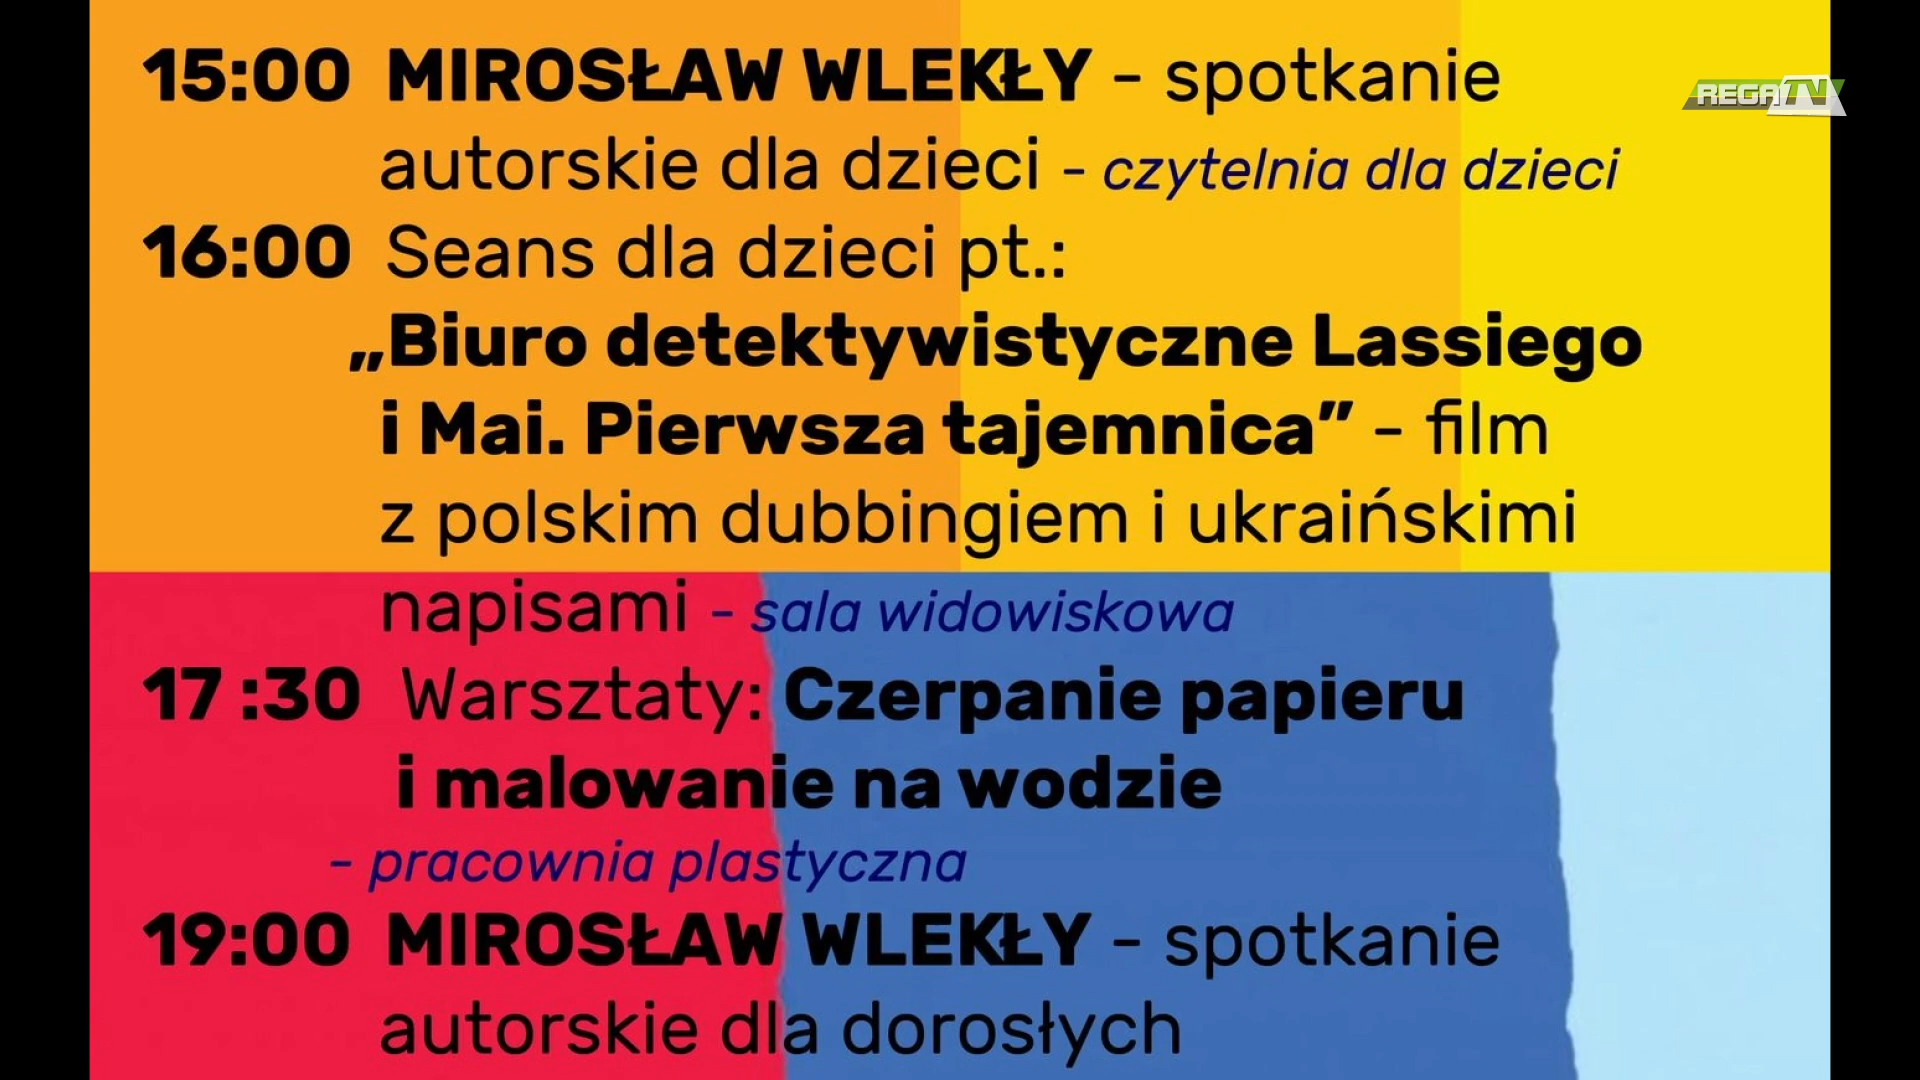 15:00 MIROSŁAW WLEKŁY - spotkanie
autorskie dla dzieci - czytelnia dla dzieci
16:00 Seans dla dzieci pt.:
„Biuro detektywistyczne Lassiego
i Mai. Pierwsza tajemnica” - film
z polskim dubbingiem i ukraińskimi
napisami - sala widowiskowa
17 :30 Warsztaty: Czerpanie papieru
i malowanie na wodzie
- pracownia plastyczna
19:00 MIROSŁAW WLEKŁY - spotkanie
autorskie dla dorosłych
REGA TV